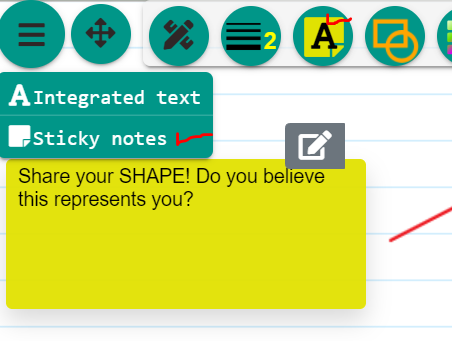 2
A
A Integrated text
Sticky notes
Share your SHAPE! Do you believe
this represents you?